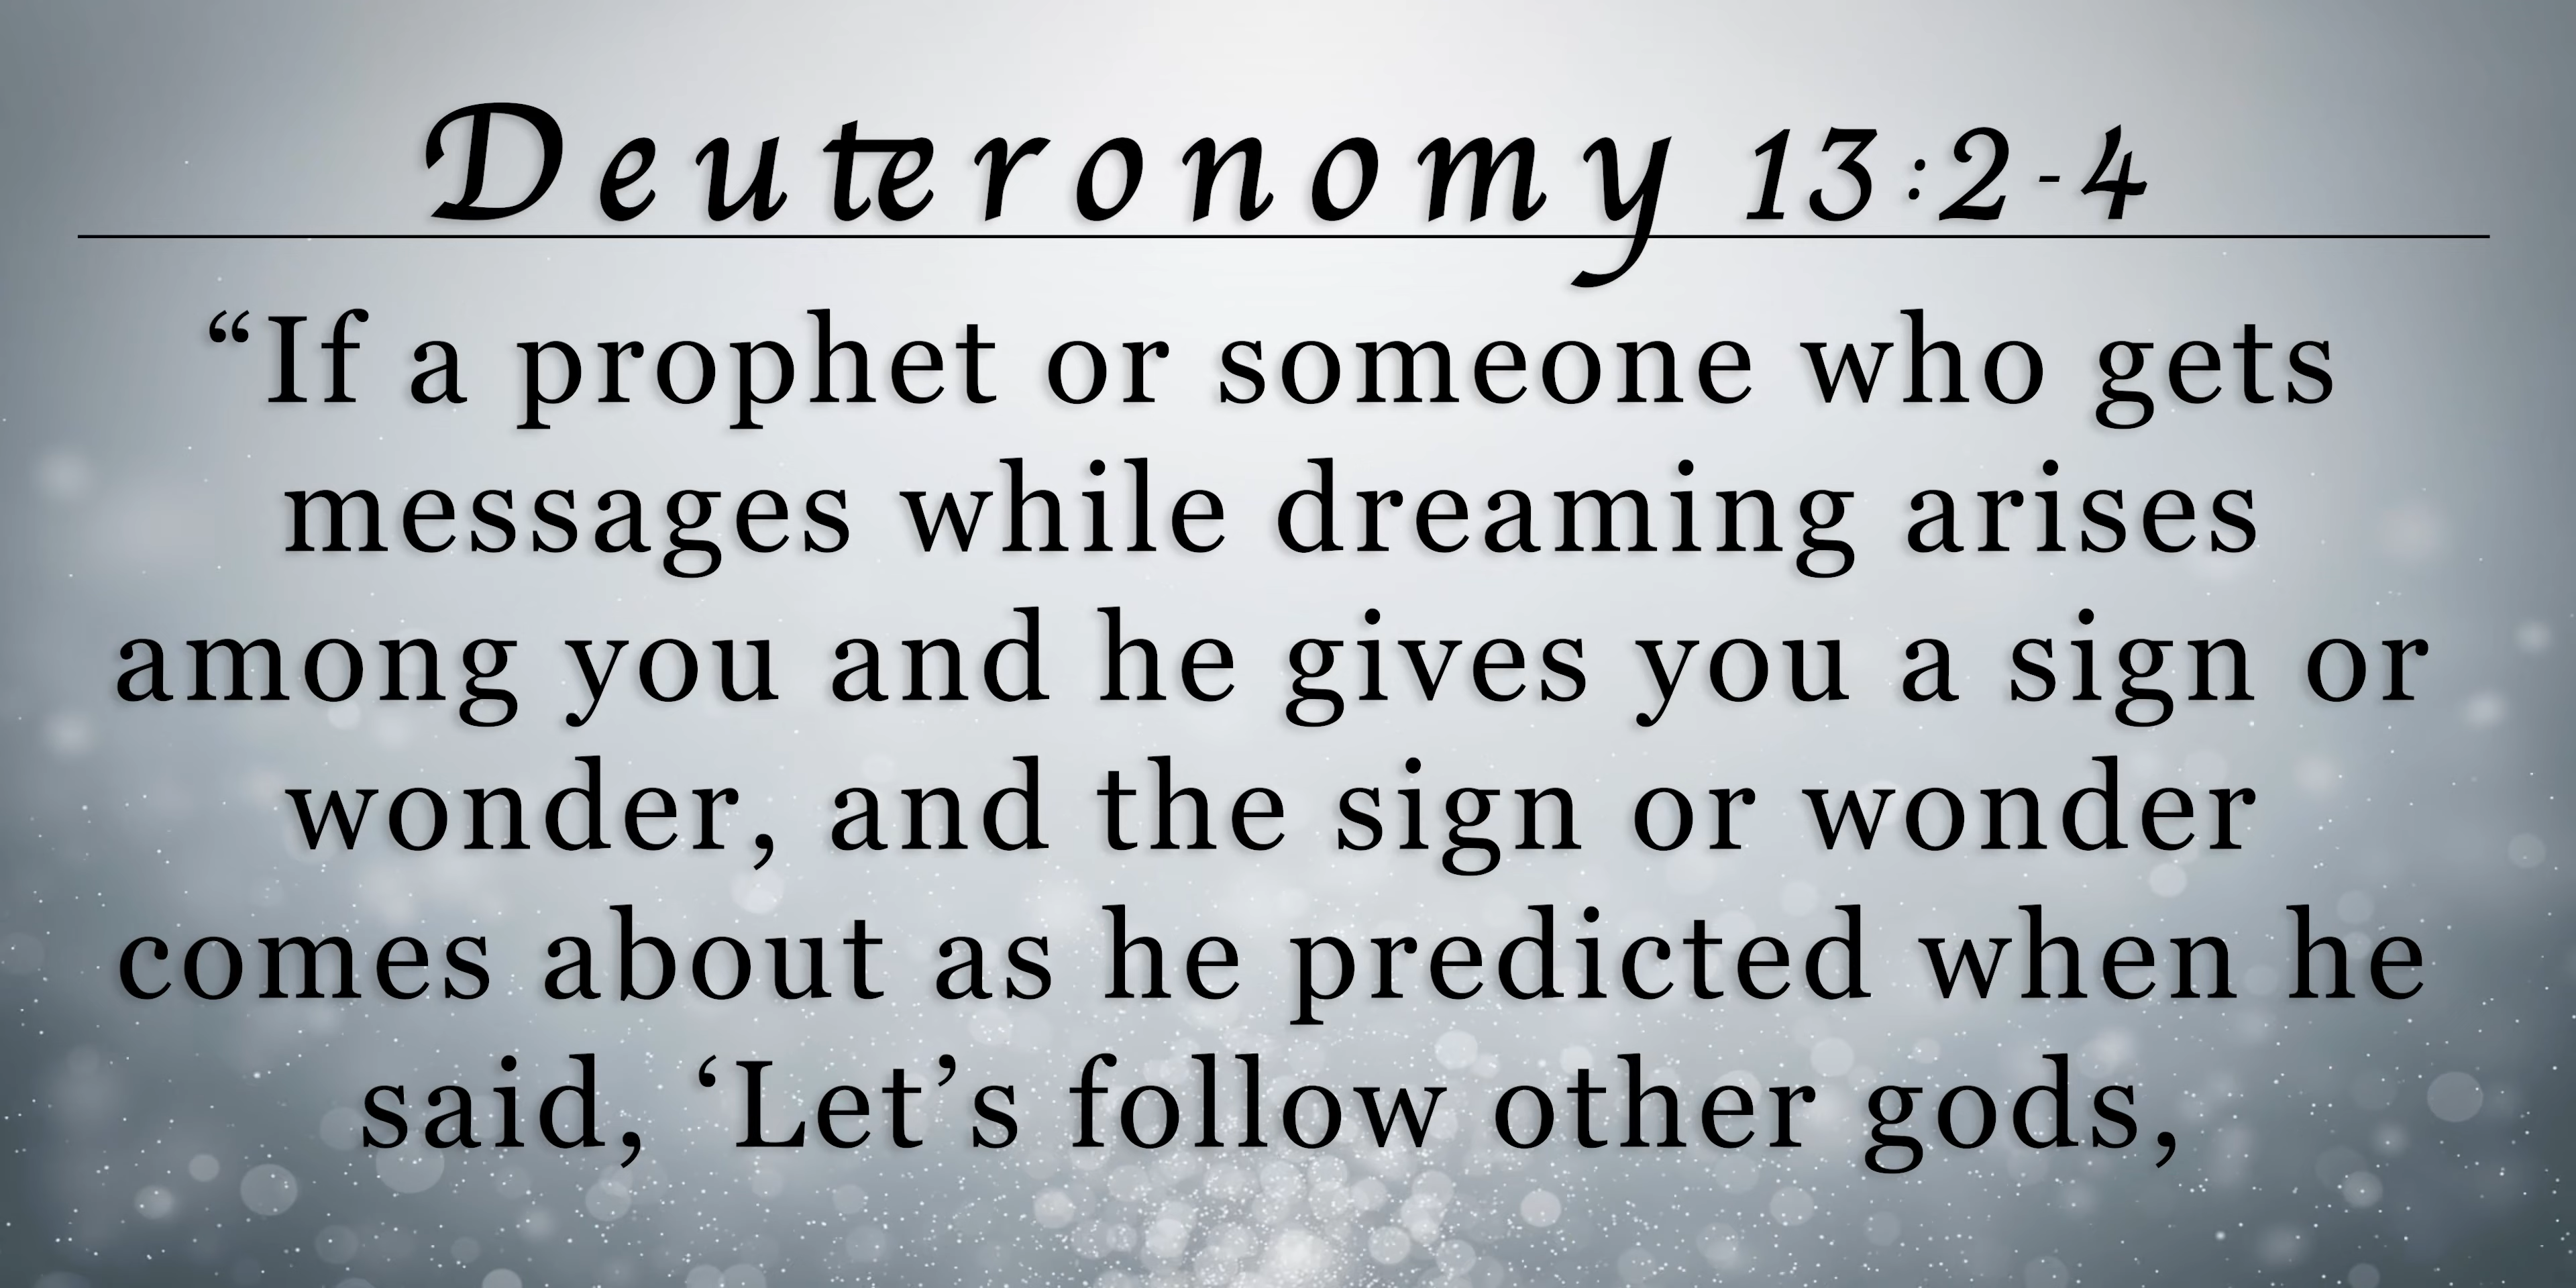 Deuteronomy 13:2-4
“If a prophet or someone who gets
messages while dreaming arises
among you and he gives you a sign or
wonder, and the sign or wonder
comes about as he predicted when he
said, ‘Let’s follow other gods,